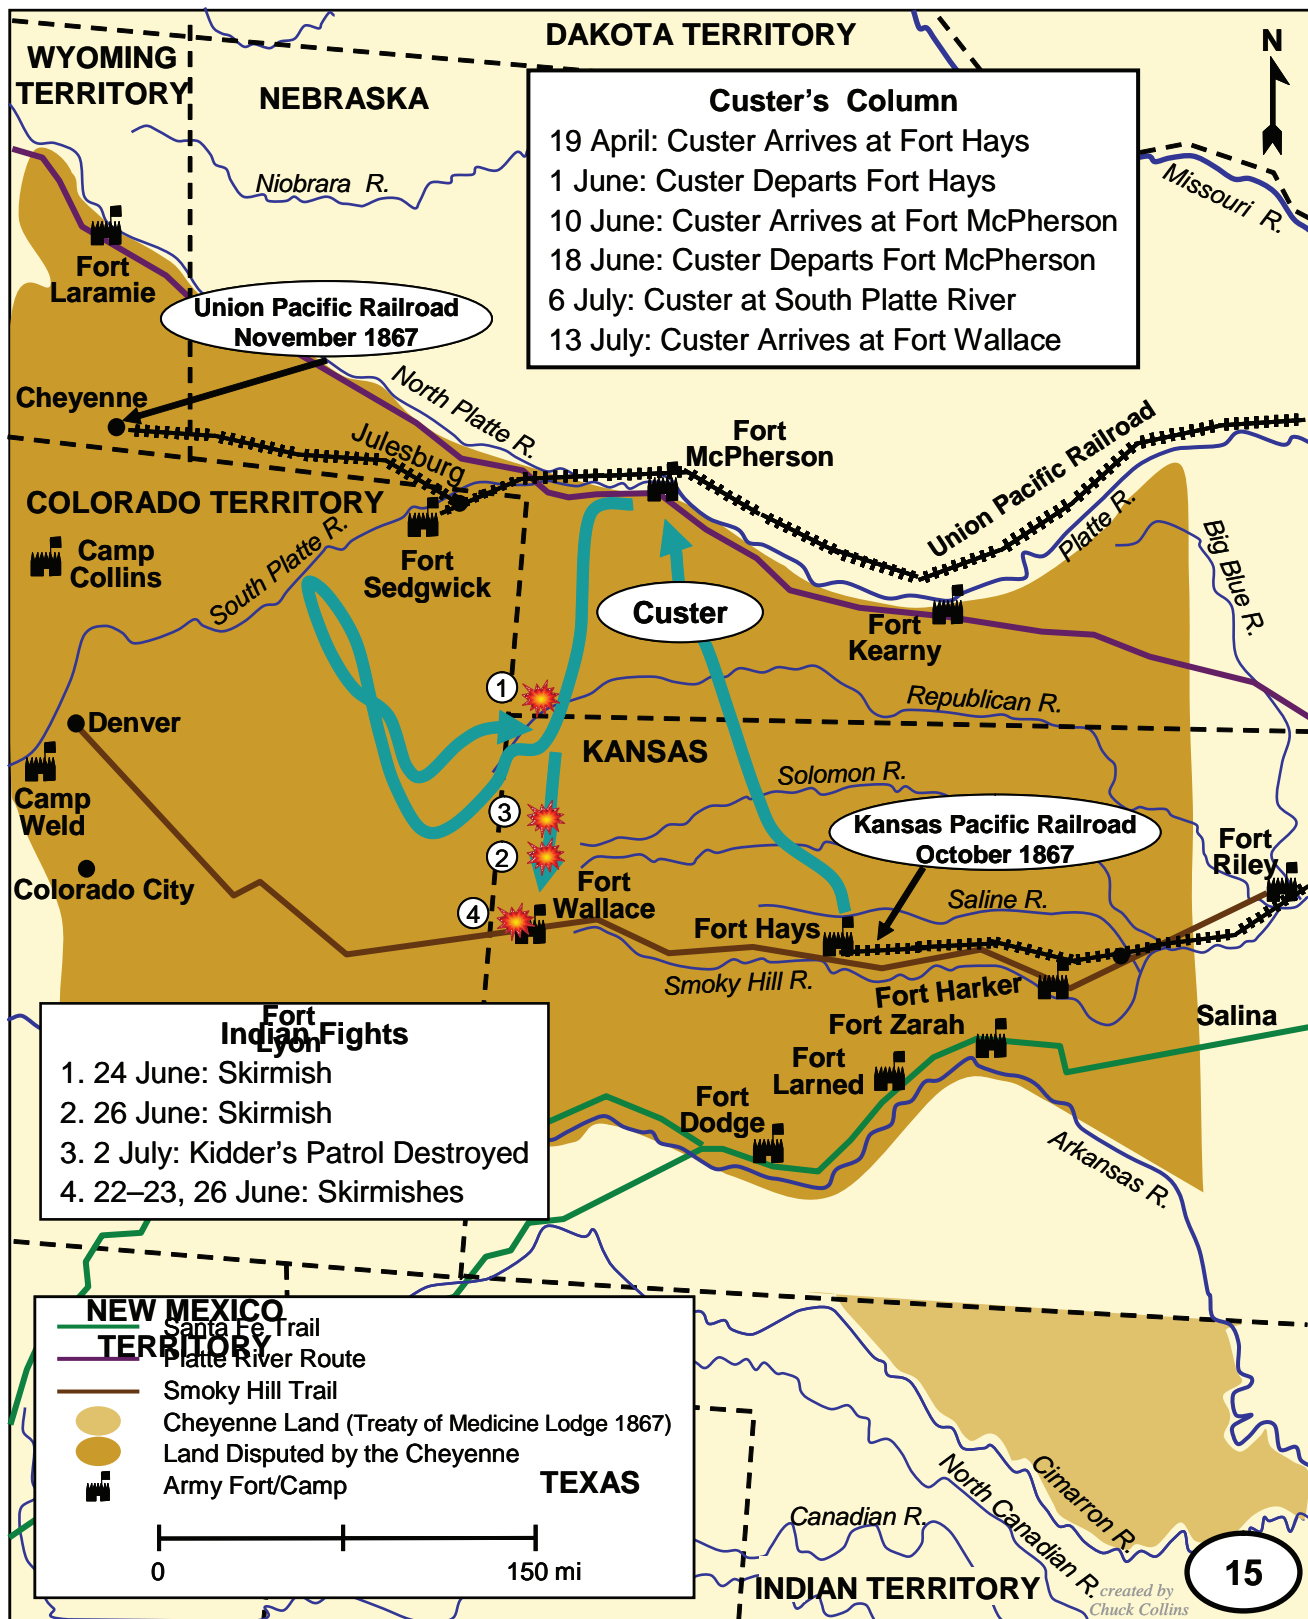 DAKOTA TERRITORY
WYOMING
TERRITORY
NEBRASKA
N
Custer's Column
19 April: Custer Arrives at Fort Hays
1 June: Custer Departs Fort Hays
10 June: Custer Arrives at Fort McPherson
18 June: Custer Departs Fort McPherson
6 July: Custer at South Platte River
13 July: Custer Arrives at Fort Wallace
Niobrara R.
Missouri R.
Fort
Laramie
Union Pacific Railroad
November 1867
Cheyenne
North Platte R.
Julesburg
Fort
McPherson
Union Pacific Railroad
Platte R.
Big Blue R.
COLORADO TERRITORY
Camp
Collins
South Platte R.
Fort
Sedgwick
Custer
Fort
Kearny
1
Republican R.
Denver
KANSAS
Solomon R.
Camp
Weld
3
2
Kansas Pacific Railroad
October 1867
Fort
Riley
Colorado City
4
Fort
Wallace
Saline R.
Fort Hays
Smoky Hill R.
Fort Harker
Salina
Fort Zarah
Fort
Larned
Fort
Dodge
Arkansas R.
Fort
Lyon
Indian Fights
1. 24 June: Skirmish
2. 26 June: Skirmish
3. 2 July: Kidder's Patrol Destroyed
4. 22–23, 26 June: Skirmishes
NEW MEXICO
TERRITORY
Santa Fe Trail
Platte River Route
Smoky Hill Trail
Cheyenne Land (Treaty of Medicine Lodge 1867)
Land Disputed by the Cheyenne
Army Fort/Camp
TEXAS
0
150 mi
Canadian R.
North Canadian R.
Cimarron R.
INDIAN TERRITORY
15
created by
Chuck Collins